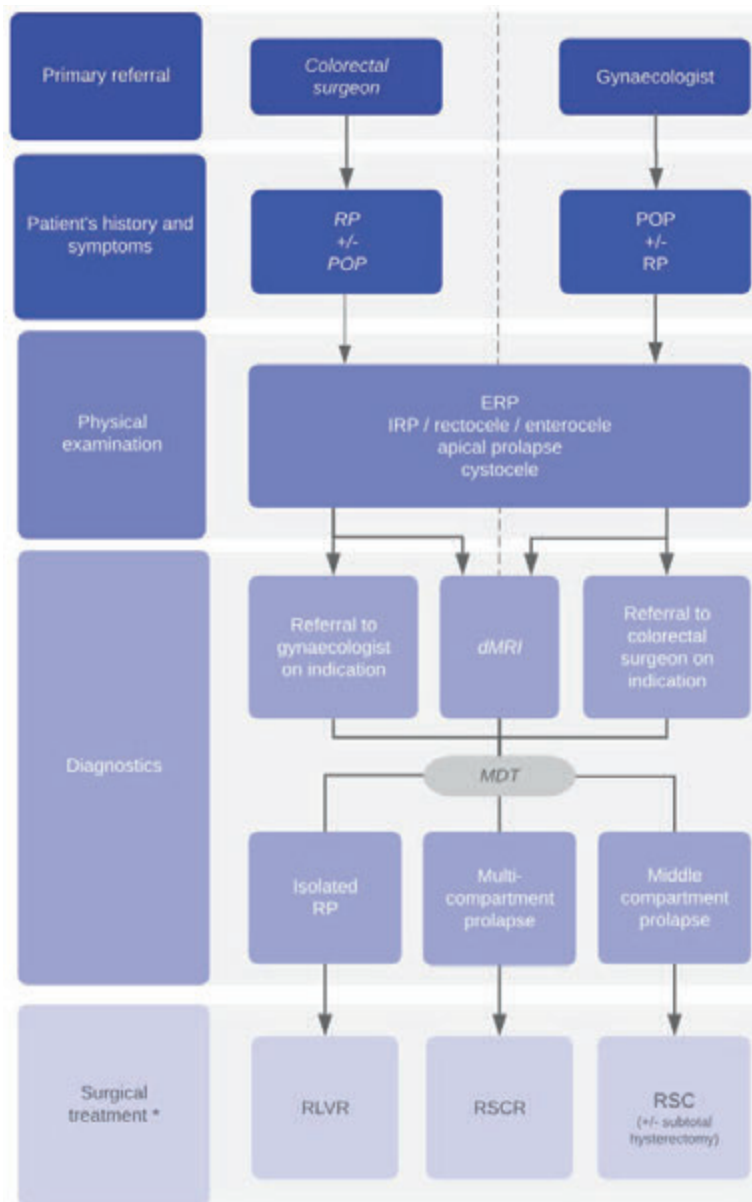 Primary referral
Colorectal
surgeon
Gynaecologist
Patient's history and
symptoms
RP
+/-
POP
POP
+/-
RP
Physical
examination
ERP
IRP / rectocele / enterocele
apical prolapse
cystocele
Diagnostics
Referral to
gynaecologist
on indication
dMRI
Referral to
colorectal
surgeon on
indication
MDT
Isolated
RP
Multi-
compartment
prolapse
Middle
compartment
prolapse
Surgical
treatment *
RLVR
RSCR
RSC
(+/- subtotal
hysterectomy)